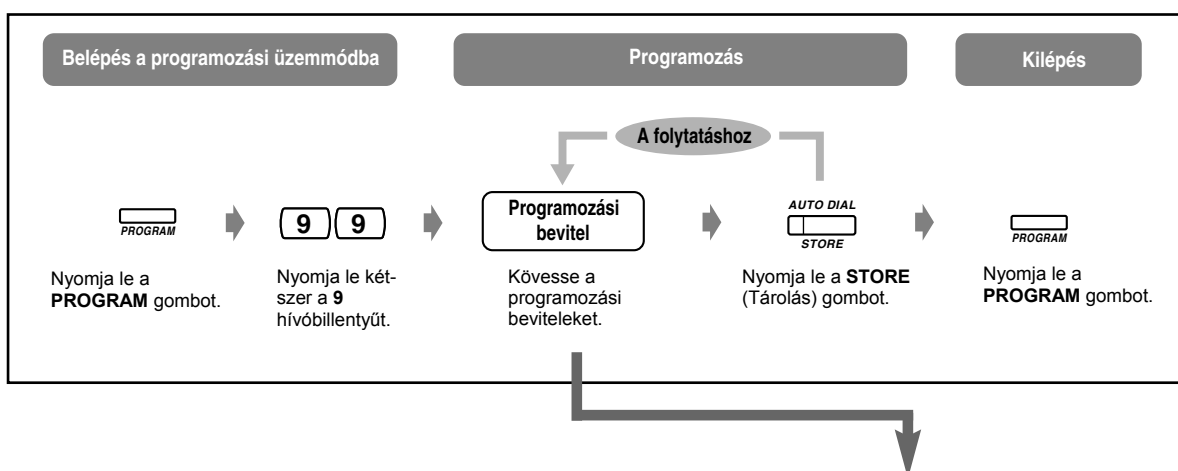 Belépés a programozási üzemmódba
Programozás
Kilépés
A folytatáshoz
PROGRAM
9 9
Programozási
bevitel
AUTO DIAL
STORE
PROGRAM
Nyomja le a
PROGRAM gombot.
Nyomja le két-
szer a 9
hívóbillentyűt.
Kövesse a
programozási
beviteleket.
Nyomja le a STORE
(Tárolás) gombot.
Nyomja le a
PROGRAM gombot.